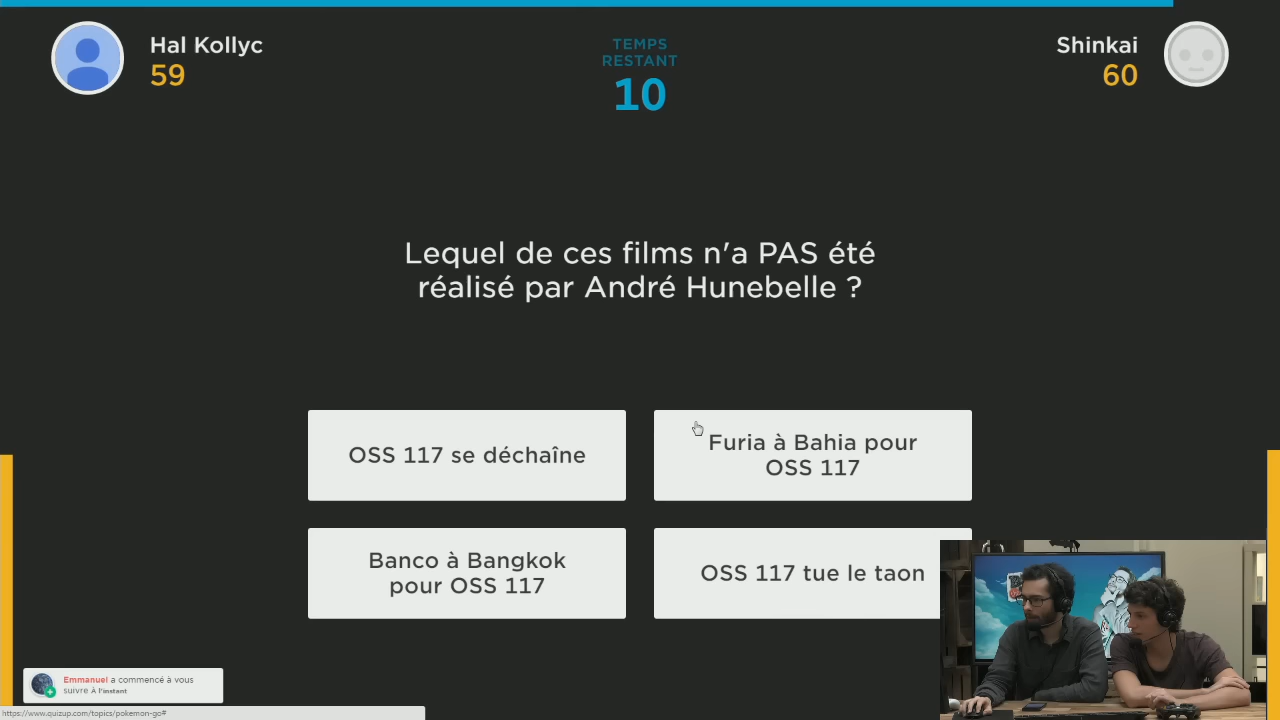 Hal Kollyc
59
TEMPS
RESTANT
10
Shinkai
60
Lequel de ces films n'a PAS été
réalisé par André Hunebelle ?
OSS 117 se déchaîne
Furia à Bahia pour
OSS 117
Banco à Bangkok
pour OSS 117
OSS 117 tue le taon
Emmanuel a commencé à vous
suivre À l'instant
https://www.quizup.com/topics/pokemon-go#